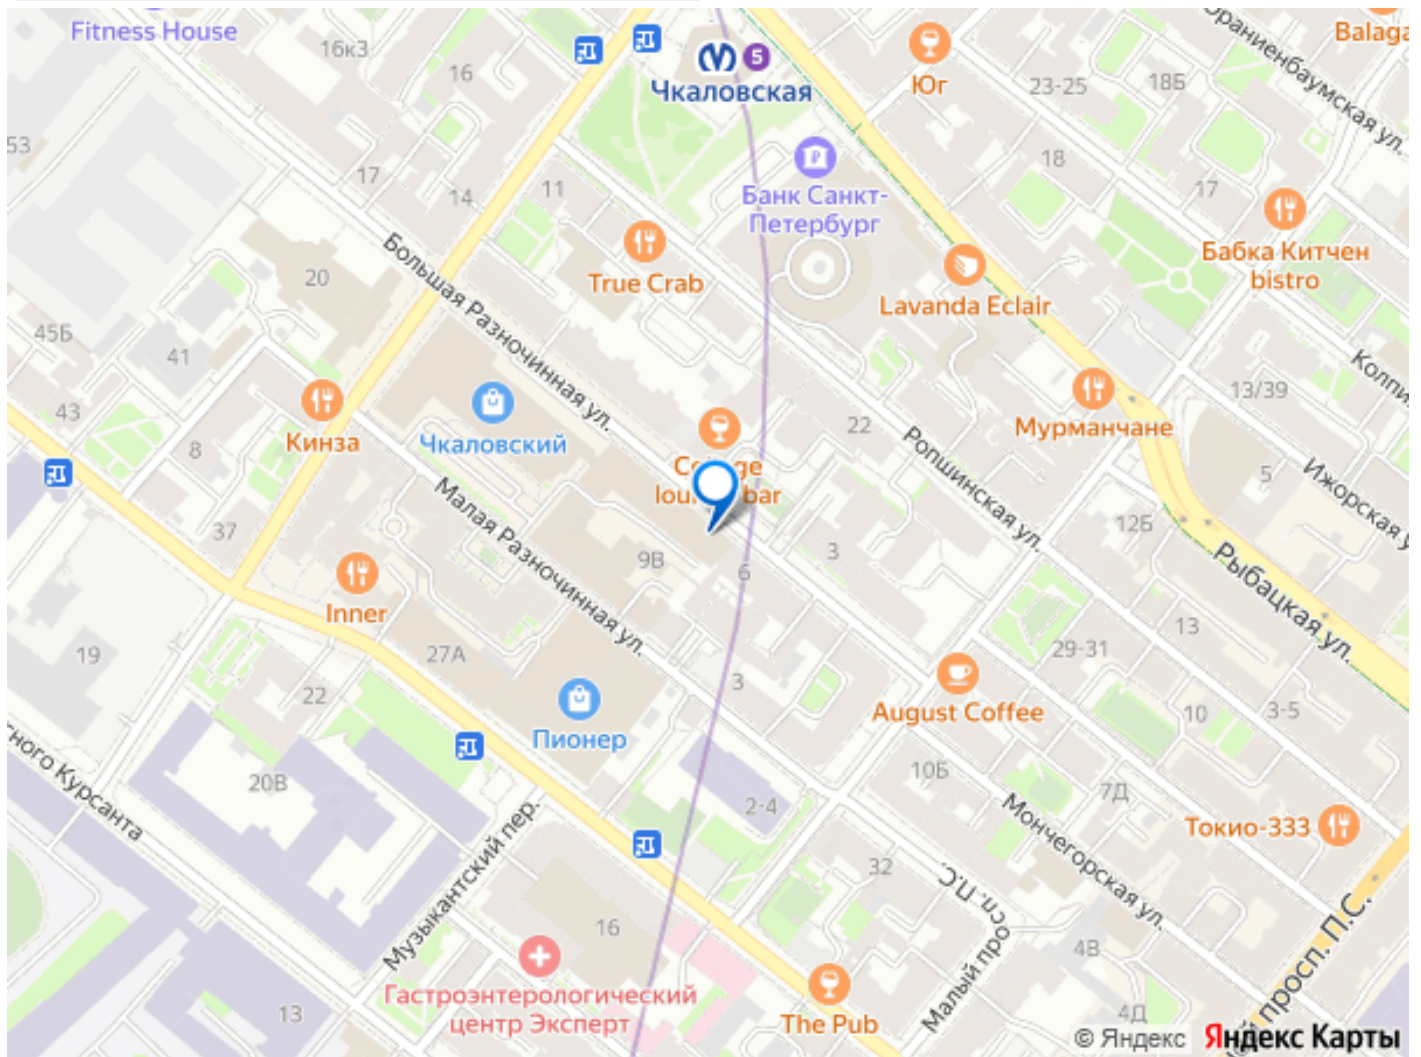 Fitness House
16к3
16
5
Чкаловская
Юг
23-25
18Б
Ораниенбаумская ул.
53
17
14
11
Банк Санкт-
Петербург
18
17
Бабка Китчен
bistro
Большая Разночинная ул.
20
True Crab
Lavanda Eclair
45Б
41
43
8
Кинза
Чкаловский
22
Мурманчане
13/39
5
Ропшинская ул.
37
Малая Разночинная ул.
9В
6
3
12Б
Рыбацкая ул.
Inner
19
27А
22
3
29-31
13
Пионер
August Coffee
10
3-5
20В
2-4
10Б
7Д
Токио-333
Музыкантский пер.
Мончегорская ул.
32
Малый просп. П.С.
16
4В
просп. П.С.
Гастроэнтерологический
центр Эксперт
13
The Pub
4Д
© Яндекс Яндекс Карты